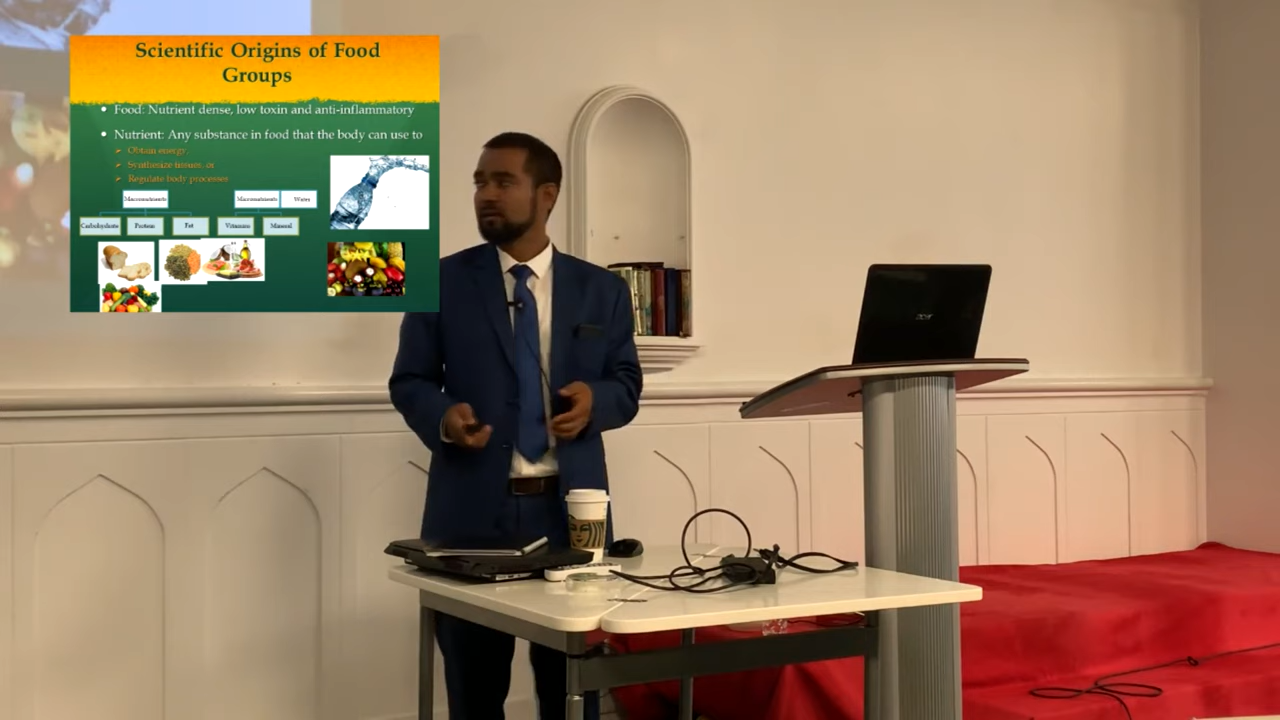 Scientific Origins of Food
Groups
• Food: Nutrient dense, low toxin and anti-inflammatory
• Nutrient: Any substance in food that the body can use to
➢ Obtain energy,
➢ Synthesize tissues, or
➢ Regulate body processes
Macronutrients
Water
Carbohydrate Protein Fat Vitamins Mineral
acer